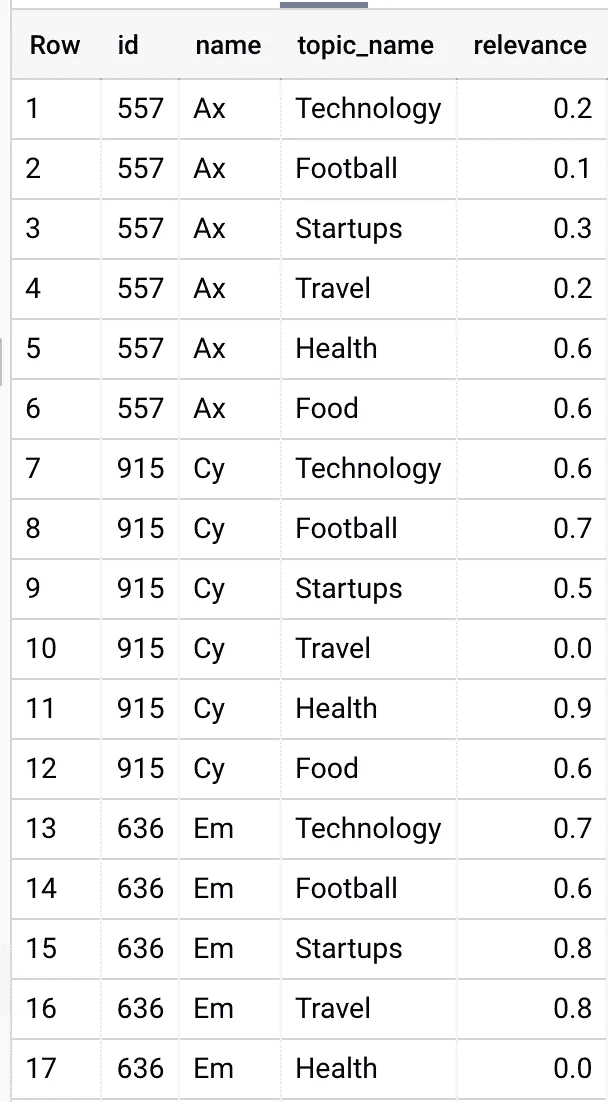 Row id name topic_name relevance
1 557 Ax Technology 0.2
2 557 Ax Football 0.1
3 557 Ax Startups 0.3
4 557 Ax Travel 0.2
5 557 Ax Health 0.6
6 557 Ax Food 0.6
7 915 Cy Technology 0.6
8 915 Cy Football 0.7
9 915 Cy Startups 0.5
10 915 Cy Travel 0.0
11 915 Cy Health 0.9
12 915 Cy Food 0.6
13 636 Em Technology 0.7
14 636 Em Football 0.6
15 636 Em Startups 0.8
16 636 Em Travel 0.8
17 636 Em Health 0.0